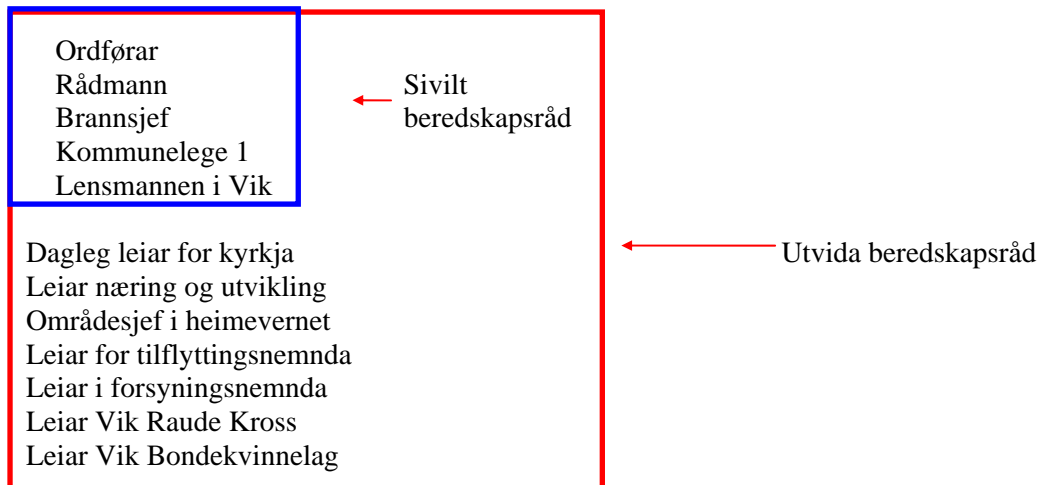 Ordførar
Rådmann
Brannsjef
Kommunelege 1
Lensmannen i Vik
Sivilt
beredskapsråd
Dagleg leiar for kyrkja
Leiar næring og utvikling
Områdesjef i heimevernet
Leiar for tilflyttingsnemnda
Leiar i forsyningsnemnda
Leiar Vik Raude Kross
Leiar Vik Bondekvinnelag
Utvida beredskapsråd